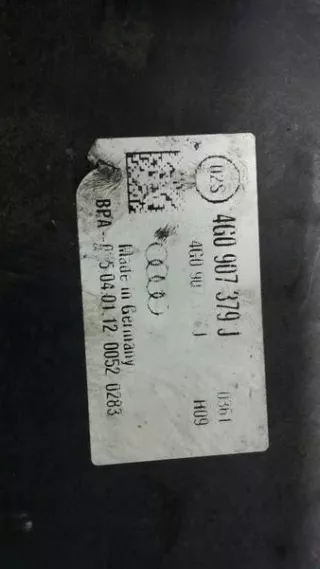 02S
4G0 907 379 J 0361
4G0 90 J H09
Made in Germany
BPA- 5 04.01.12 0052 0283